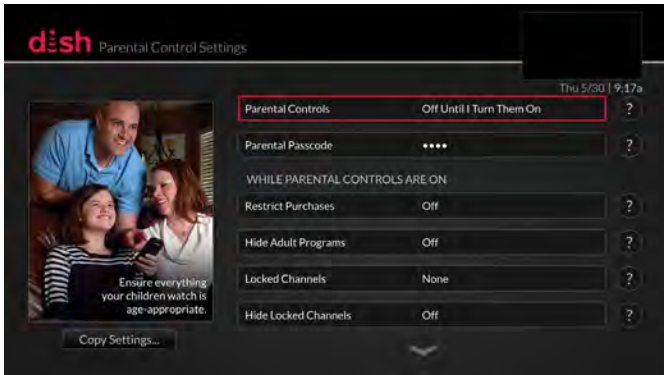 dish Parental Control Settings
Thu 5/30 | 9:17a
Parental Controls Off Until I Turn Them On ?
Parental Passcode •••• ?
WHILE PARENTAL CONTROLS ARE ON
Restrict Purchases Off ?
Hide Adult Programs Off ?
Locked Channels None ?
Hide Locked Channels Off ?
Ensure everything
your children watch is
age-appropriate.
Copy Settings...